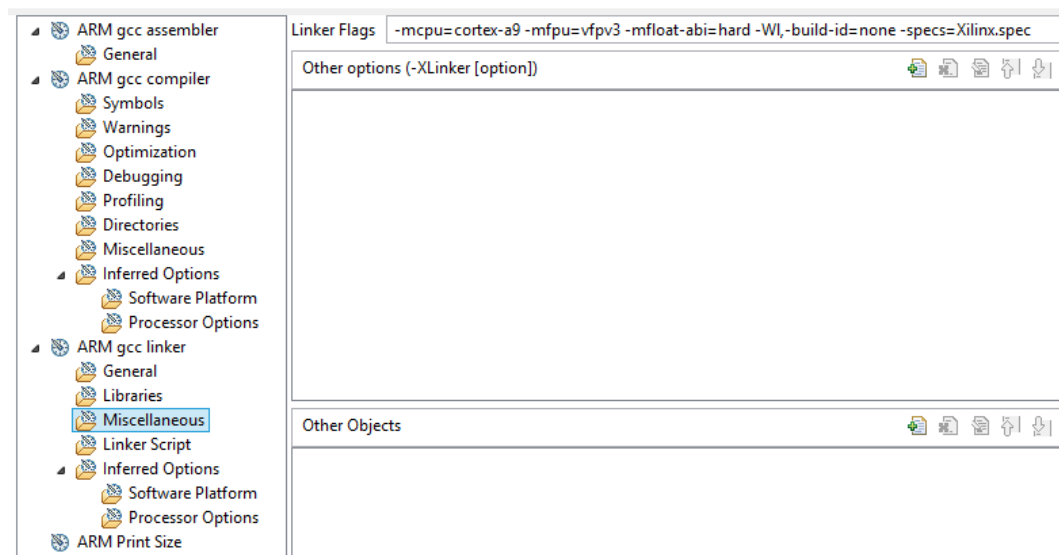 ARM gcc assembler
General
ARM gcc compiler
Symbols
Warnings
Optimization
Debugging
Profiling
Directories
Miscellaneous
Inferred Options
Software Platform
Processor Options
ARM gcc linker
General
Libraries
Miscellaneous
Linker Script
Inferred Options
Software Platform
Processor Options
ARM Print Size
Linker Flags -mcpu=cortex-a9 -mfpu=vfpv3 -mfloat-abi=hard -Wl,-build-id=none -specs=Xilinx.spec
Other options (-XLinker [option])
Other Objects